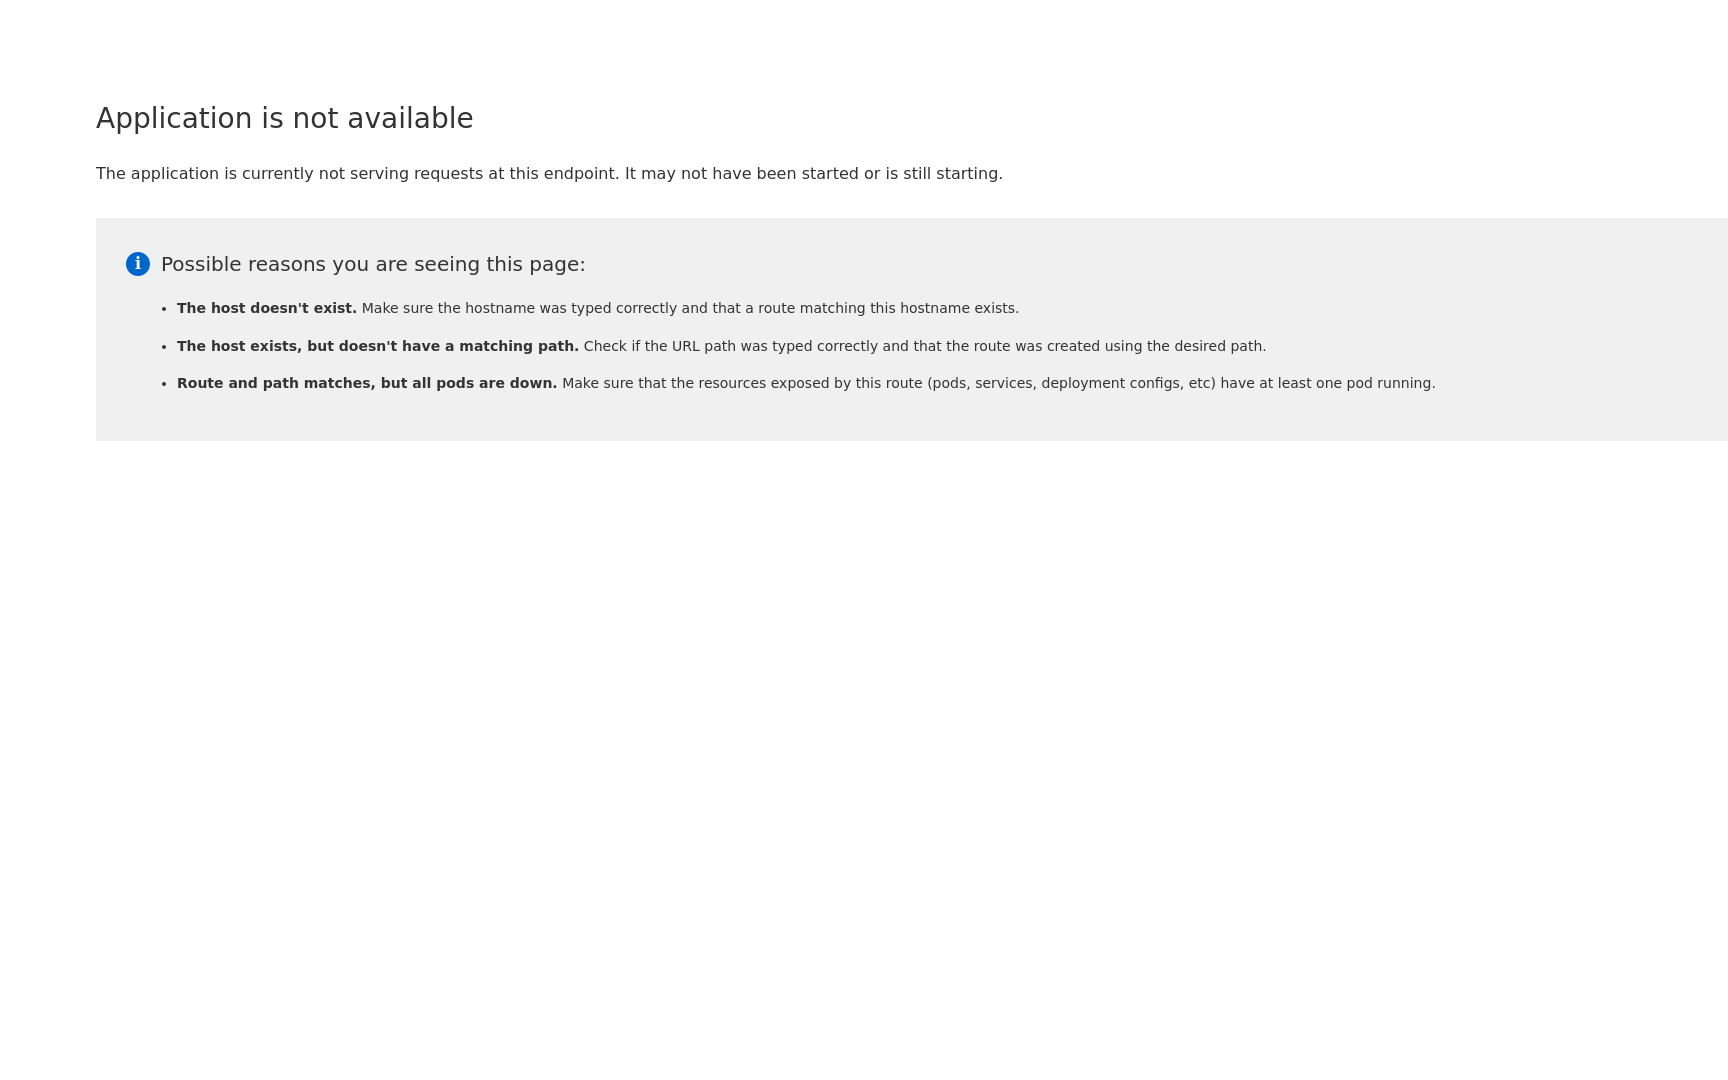 Application is not available
The application is currently not serving requests at this endpoint. It may not have been started or is still starting.
i Possible reasons you are seeing this page:
• The host doesn't exist. Make sure the hostname was typed correctly and that a route matching this hostname exists.
• The host exists, but doesn't have a matching path. Check if the URL path was typed correctly and that the route was created using the desired path.
• Route and path matches, but all pods are down. Make sure that the resources exposed by this route (pods, services, deployment configs, etc) have at least one pod running.